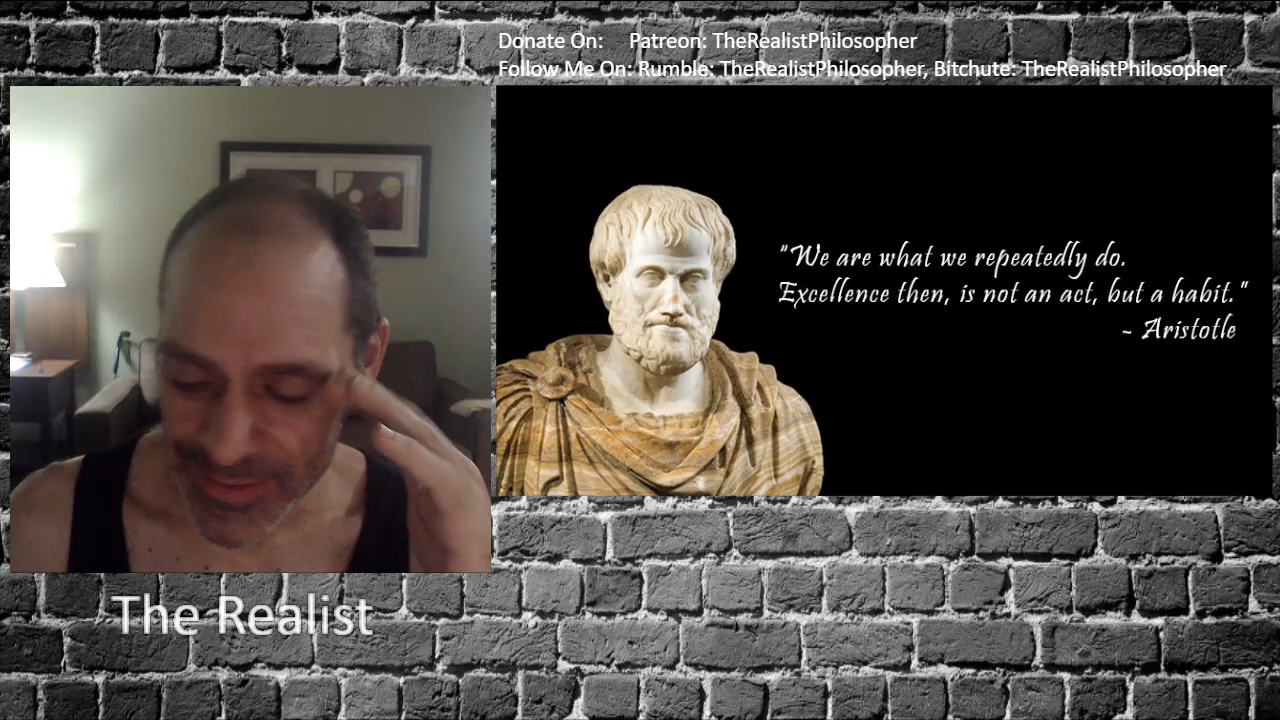 Donate On: Patreon: TheRealistPhilosopher
Follow Me On: Rumble: TheRealistPhilosopher, Bitchute: TheRealistPhilosopher
"We are what we repeatedly do.
Excellence then, is not an act, but a habit."
~ Aristotle
The Realist